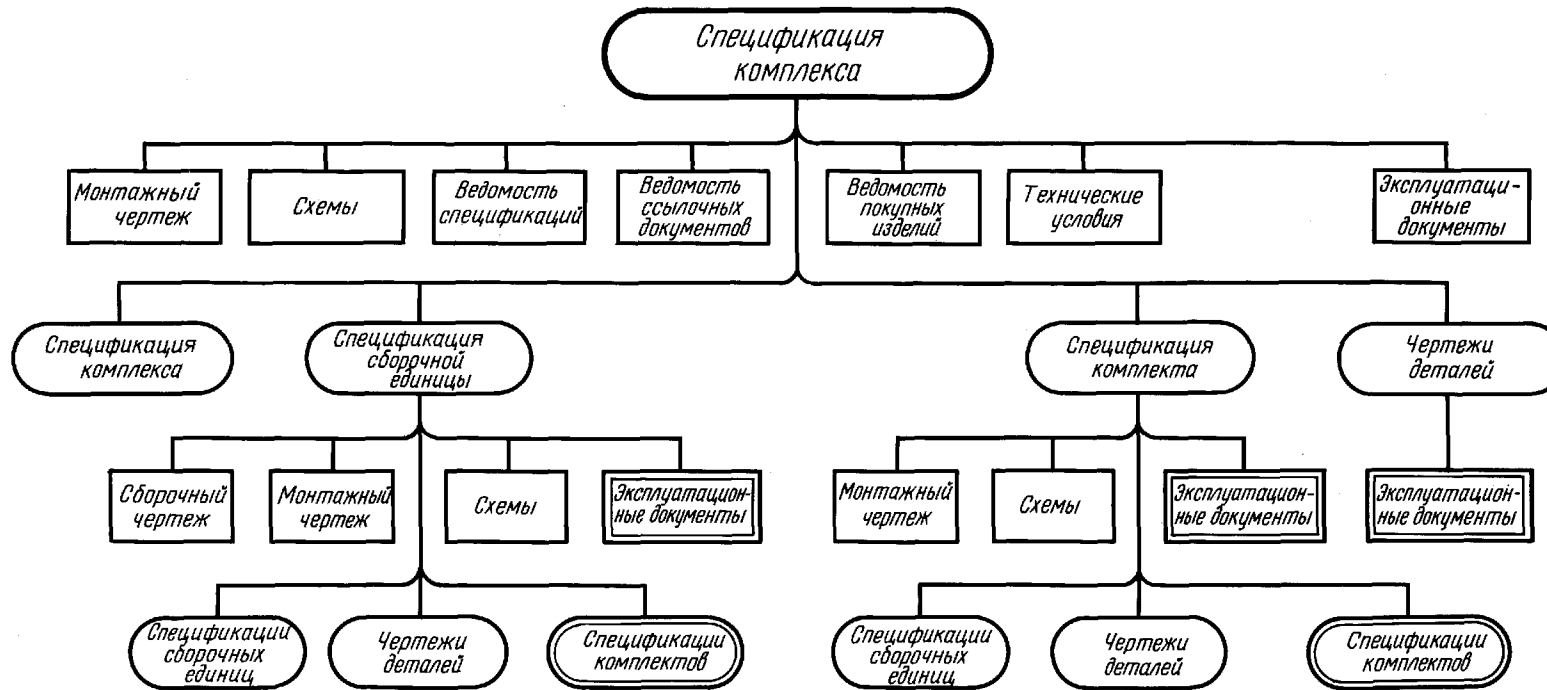 Спецификация
комплекса
Монтажный
чертеж
Схемы
Ведомость
спецификаций
Ведомость
ссылочных
документов
Ведомость
покупных
изделий
Технические
условия
Эксплуатаци-
онные
документы
Спецификация
комплекса
Спецификация
сборочной
единицы
Спецификация
комплекта
Чертежи
деталей
Сборочный
чертеж
Монтажный
чертеж
Схемы
Эксплуатацион-
ные документы
Монтажный
чертеж
Схемы
Эксплуатацион-
ные документы
Эксплуатацион-
ные документы
Спецификации
сборочных
единиц
Чертежи
деталей
Спецификации
комплектов
Спецификации
сборочных
единиц
Чертежи
деталей
Спецификации
комплектов